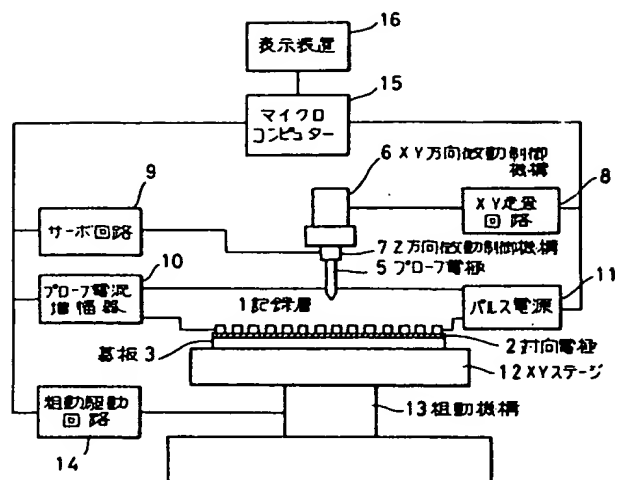 16
表示装置
15
マイクロ
コンピューター
6 XY方向微動制御
機構
9
サーボ回路
8
XY走査
回路
7 Z方向微動制御機構
5 プローブ電極
10
プローブ電流
増幅器
1 記録層
11
パルス電源
2 対向電極
基板 3
12 XYステージ
粗動駆動
回路
13 粗動機構
14